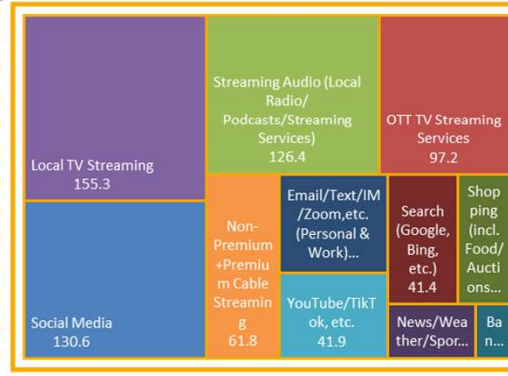 Local TV Streaming
155.3
Social Media
130.6
Streaming Audio (Local
Radio/
Podcasts/Streaming
Services)
126.4
OTT TV Streaming
Services
97.2
Non-
Premium
+Premiu
m Cable
Streamin
g
61.8
Email/Text/IM
/Zoom,etc.
(Personal &
Work)...
YouTube/TikT
ok, etc.
41.9
Search
(Google,
Bing,
etc.)
41.4
Shop
ping
(incl.
Food/
Aucti
ons...
News/Wea
ther/Spor...
Ba
n...